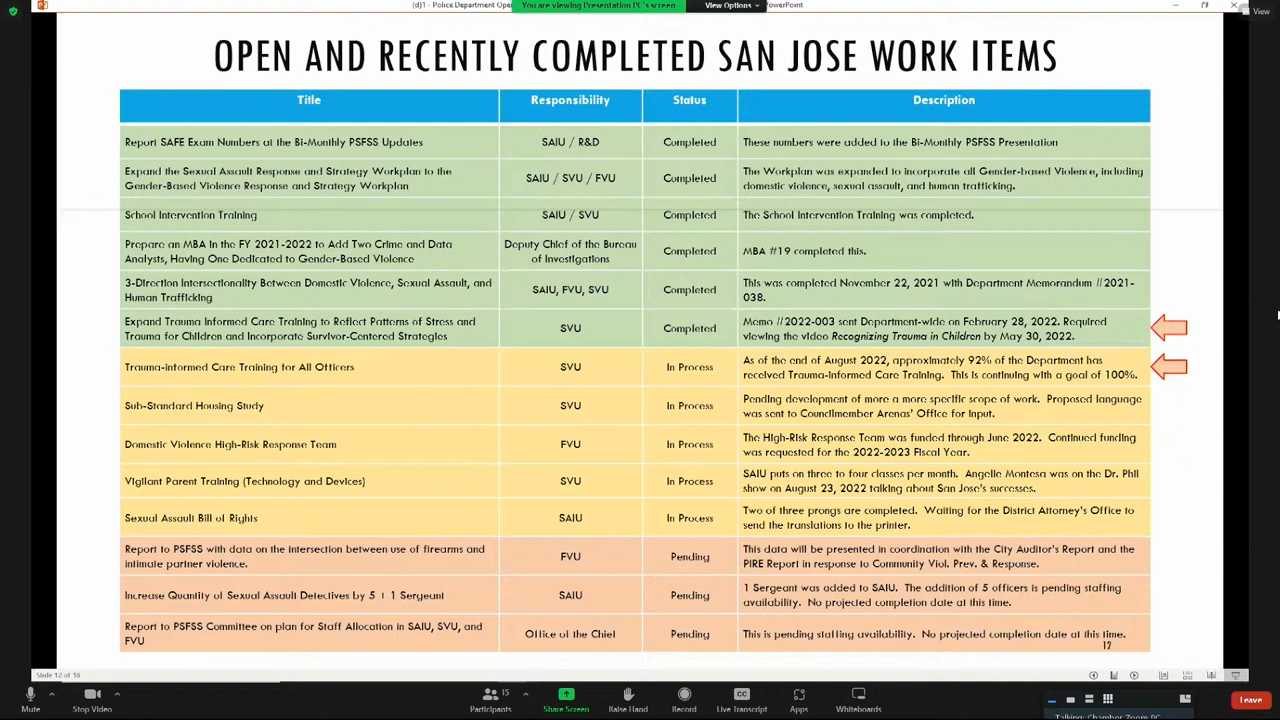 (d)1 - Police Department Oper
You are viewing Presentation PC's screen
View Options
PowerPoint
View
OPEN AND RECENTLY COMPLETED SAN JOSE WORK ITEMS
Title Responsibility Status Description
Report SAFE Exam Numbers at the Bi-Monthly PSFSS Updates SAIU / R&D Completed These numbers were added to the Bi-Monthly PSFSS Presentation
Expand the Sexual Assault Response and Strategy Workplan to the
Gender-Based Violence Response and Strategy Workplan
SAIU / SVU / FVU
Completed
The Workplan was expanded to incorporate all Gender-based Violence, including
domestic violence, sexual assault, and human trafficking.
School Intervention Training SAIU / SVU Completed The School Intervention Training was completed.
Prepare an MBA in the FY 2021-2022 to Add Two Crime and Data
Analysts, Having One Dedicated to Gender-Based Violence
Deputy Chief of the Bureau
of Investigations
Completed
MBA #19 completed this.
3-Direction Intersectionality Between Domestic Violence, Sexual Assault, and
Human Trafficking
SAIU, FVU, SVU
Completed
This was completed November 22, 2021 with Department Memorandum #2021-
038.
Expand Trauma Informed Care Training to Reflect Patterns of Stress and
Trauma for Children and Incorporate Survivor-Centered Strategies
SVU
Completed
Memo #2022-003 sent Department-wide on February 28, 2022. Required
viewing the video Recognizing Trauma in Children by May 30, 2022.
Trauma-informed Care Training for All Officers
SVU
In Process
As of the end of August 2022, approximately 92% of the Department has
received Trauma-Informed Care Training. This is continuing with a goal of 100%.
Sub-Standard Housing Study
SVU
In Process
Pending development of more a more specific scope of work. Proposed language
was sent to Councilmember Arenas' Office for input.
Domestic Violence High-Risk Response Team
FVU
In Process
The High-Risk Response Team was funded through June 2022. Continued funding
was requested for the 2022-2023 Fiscal Year.
Vigilant Parent Training (Technology and Devices)
SVU
In Process
SAIU puts on three to four classes per month. Angelie Montesa was on the Dr. Phil
show on August 23, 2022 talking about San Jose's successes.
Sexual Assault Bill of Rights
SAIU
In Process
Two of three prongs are completed. Waiting for the District Attorney's Office to
send the translations to the printer.
Report to PSFSS with data on the intersection between use of firearms and
intimate partner violence.
FVU
Pending
This data will be presented in coordination with the City Auditor's Report and the
PIRE Report in response to Community Viol. Prev. & Response.
Increase Quantity of Sexual Assault Detectives by 5 + 1 Sergeant
SAIU
Pending
1 Sergeant was added to SAIU. The addition of 5 officers is pending staffing
availability. No projected completion date at this time.
Report to PSFSS Committee on plan for Staff Allocation in SAIU, SVU, and
FVU
Office of the Chief
Pending
This is pending staffing availability. No projected completion date at this time.
12
Slide 12 of 18
Mute
Stop Video
15
Participants
Share Screen
Raise Hand
Record
CC
Live Transcript
Apps
Whiteboards
Leave
Talking: Chamber Zoom PC